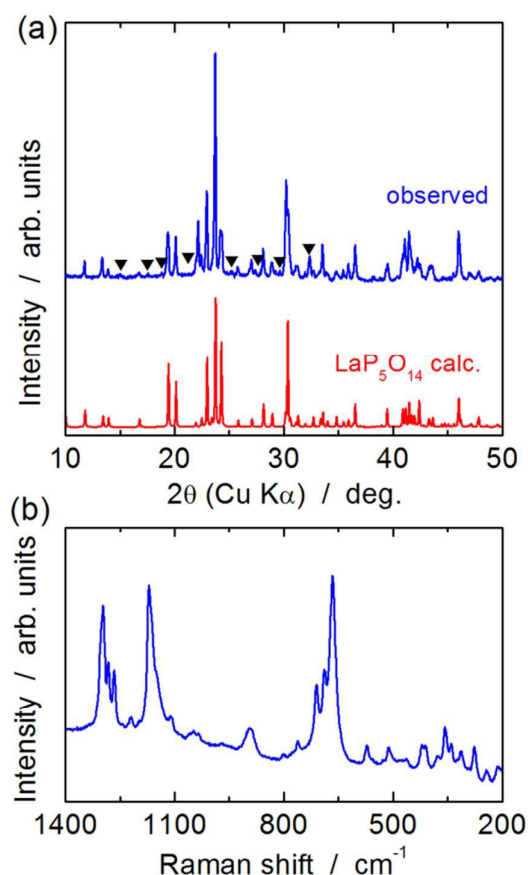 (a)
Intensity / arb. units
observed
LaP₅O₁₄ calc.
10 20 30 40 50
2θ (Cu Kα) / deg.
(b)
Intensity / arb. units
1400 1100 800 500 200
Raman shift / cm⁻¹